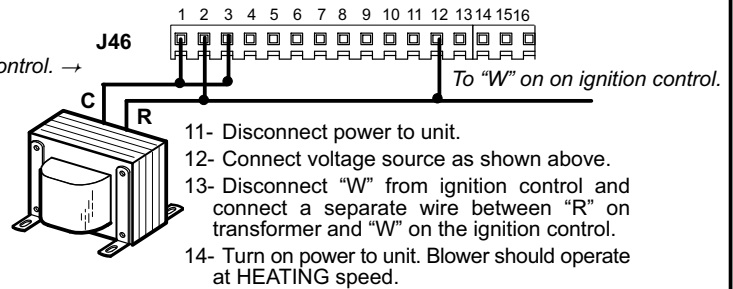 1 2 3 4 5 6 7 8 9 10 11 12 13 14 15 16
J46
ontrol. →
To “W” on on ignition control.
C
R
11- Disconnect power to unit.
12- Connect voltage source as shown above.
13- Disconnect “W” from ignition control and
connect a separate wire between “R” on
transformer and “W” on the ignition control.
14- Turn on power to unit. Blower should operate
at HEATING speed.